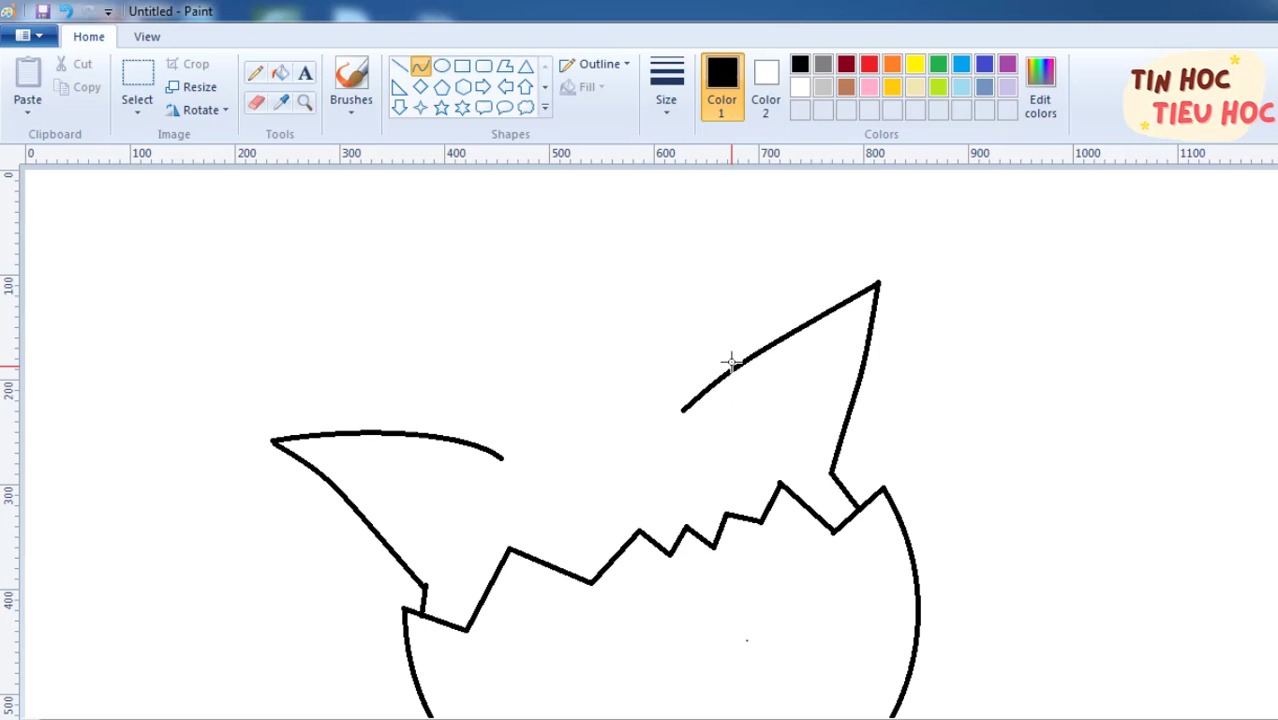 Untitled - Paint
Home View
Paste
Cut
Copy
Clipboard
Select
Crop
Resize
Rotate
Image
Tools
Brushes
Outline
Fill
Shapes
Size
Color 1
Color 2
Edit colors
Colors
TIN HOC
TIEU HOC
0 100 200 300 400 500 600 700 800 900 1000 1100
0
100
200
300
400
500